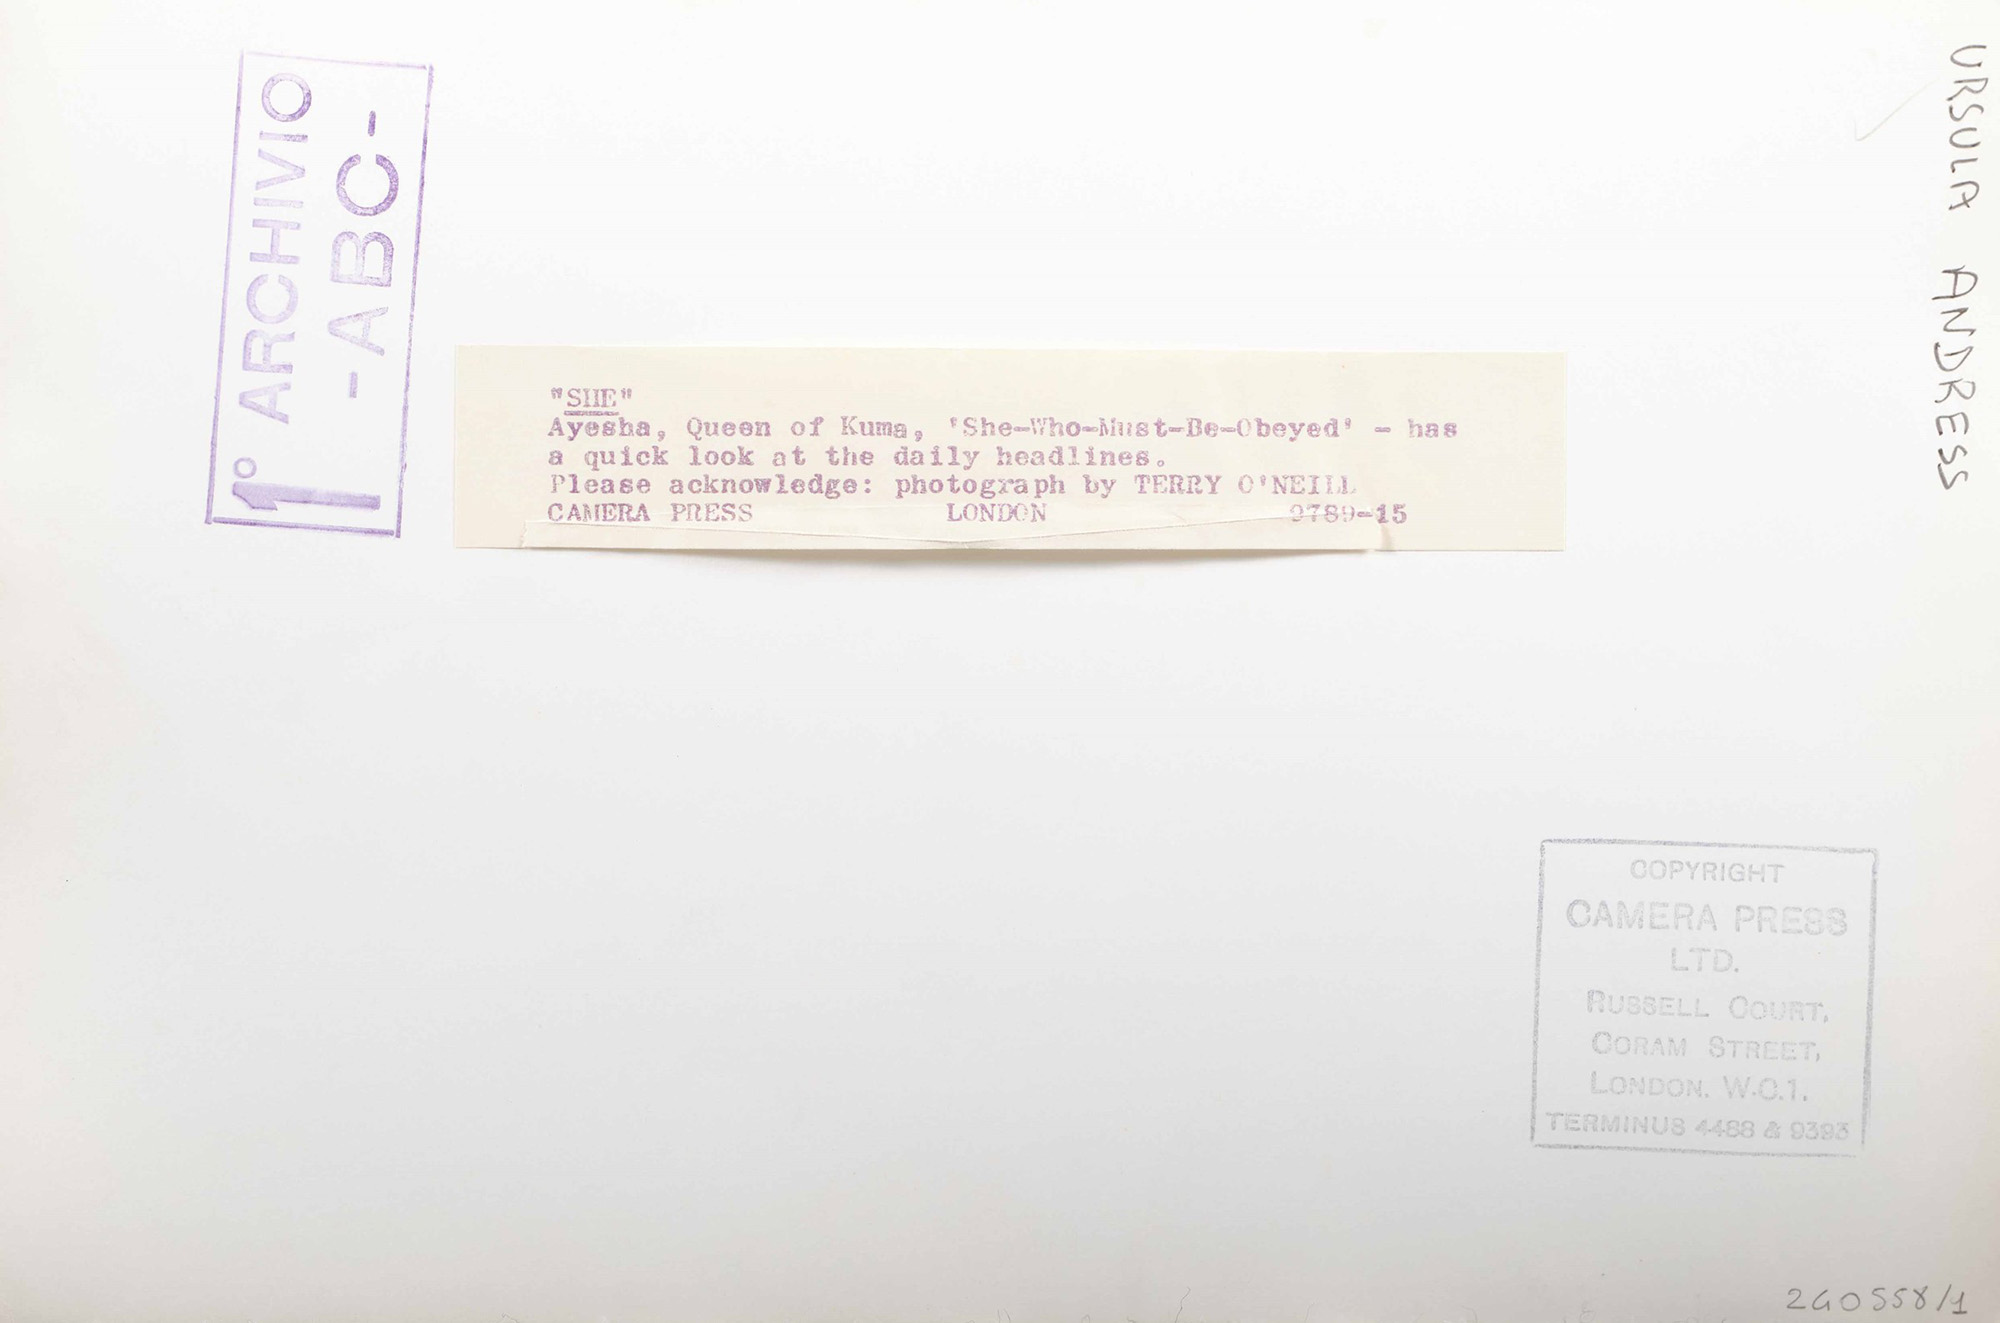 1° ARCHIVIO
-ABC-
"SHE"
Ayesha, Queen of Kuma, 'She-Who-Must-Be-Obeyed' - has
a quick look at the daily headlines.
Please acknowledge: photograph by TERRY O'NEILL
CAMERA PRESS LONDON 9789-15
URSULA ANDRESS
COPYRIGHT
CAMERA PRESS
LTD.
RUSSELL COURT,
CORAM STREET,
LONDON. W.C.1.
TERMINUS 4488 & 9393
240558/1